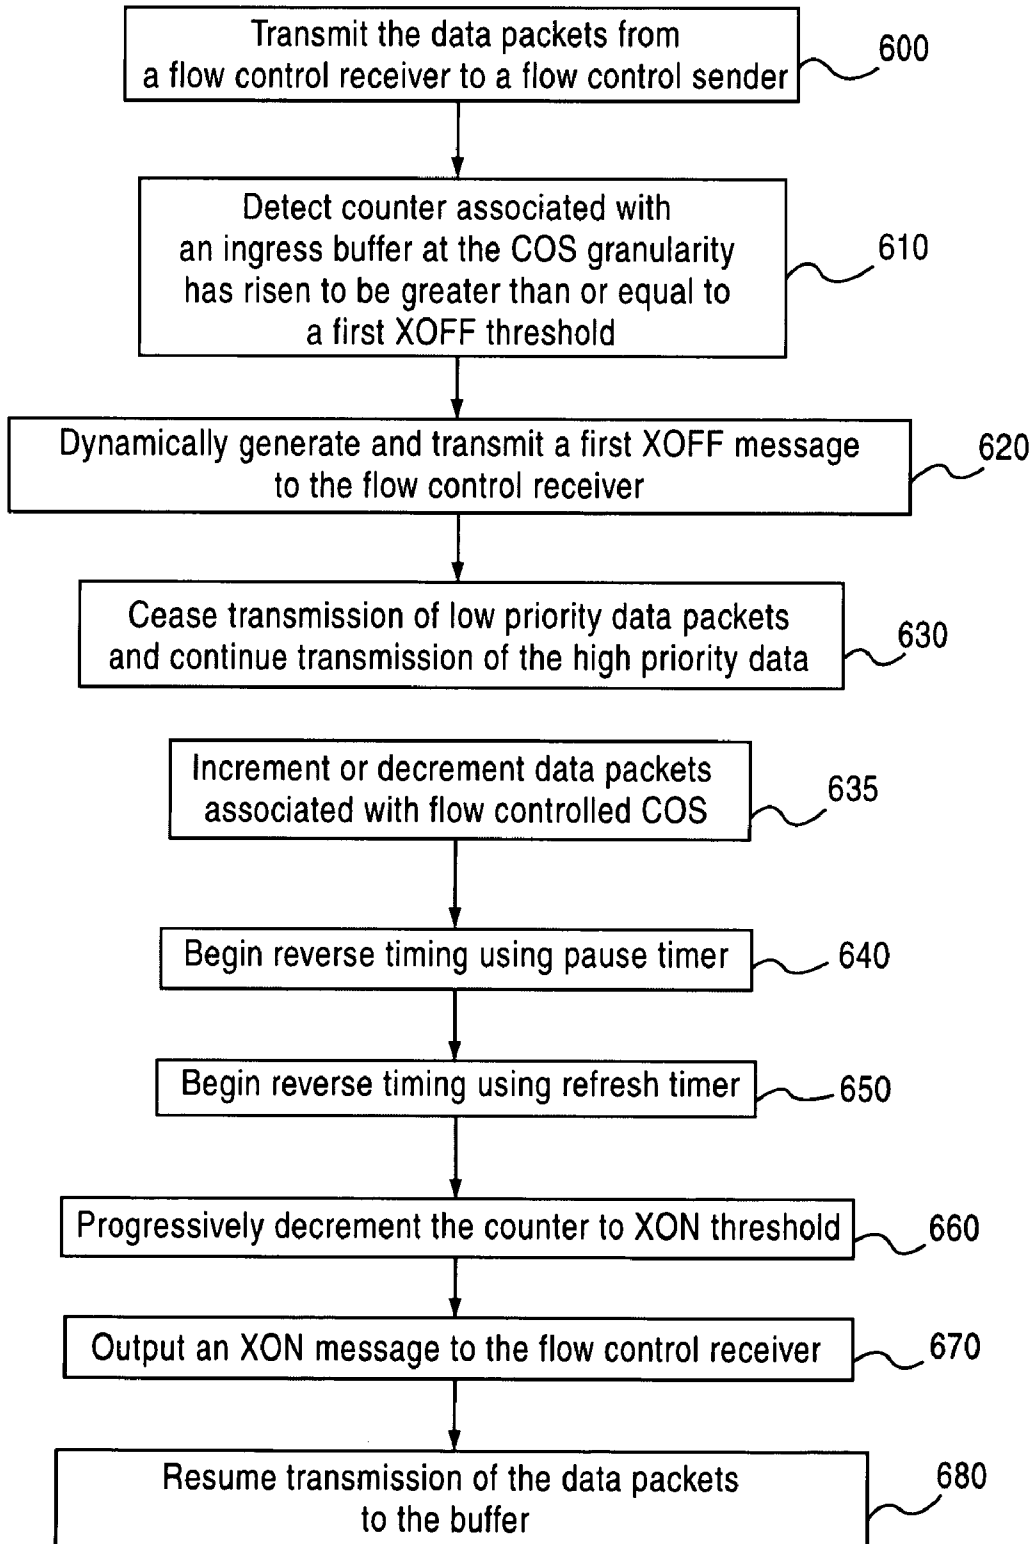 Transmit the data packets from
a flow control receiver to a flow control sender
600
Detect counter associated with
an ingress buffer at the COS granularity
has risen to be greater than or equal to
a first XOFF threshold
610
Dynamically generate and transmit a first XOFF message
to the flow control receiver
620
Cease transmission of low priority data packets
and continue transmission of the high priority data
630
Increment or decrement data packets
associated with flow controlled COS
635
Begin reverse timing using pause timer
640
Begin reverse timing using refresh timer
650
Progressively decrement the counter to XON threshold
660
Output an XON message to the flow control receiver
670
Resume transmission of the data packets
to the buffer
680